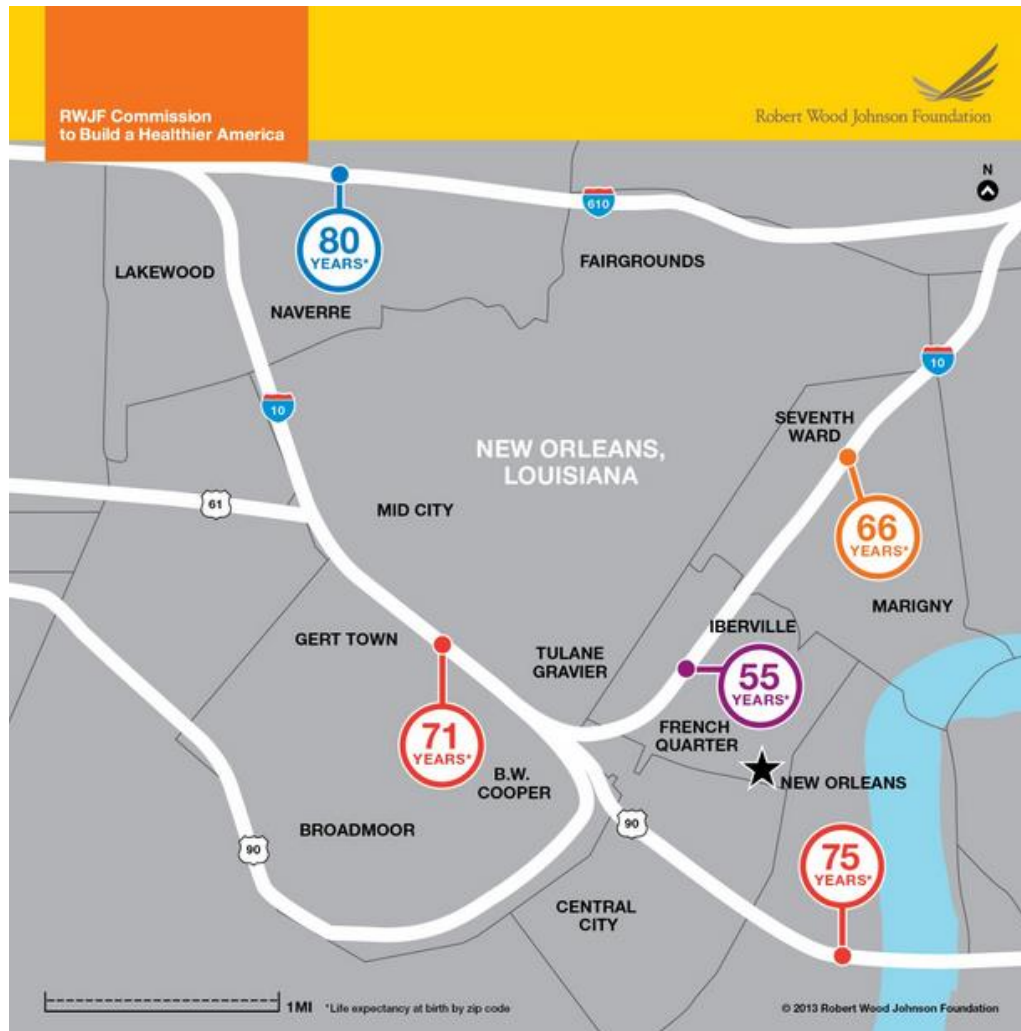 RWJF Commission
to Build a Healthier America
Robert Wood Johnson Foundation
N
610
80
YEARS*
LAKEWOOD
FAIRGROUNDS
NAVERRE
10
10
SEVENTH
WARD
NEW ORLEANS,
LOUISIANA
61
MID CITY
66
YEARS*
MARIGNY
GERT TOWN
IBERVILLE
TULANE
GRAVIER
55
YEARS*
71
YEARS*
FRENCH
QUARTER
B.W.
COOPER
NEW ORLEANS
BROADMOOR
90
90
75
YEARS*
CENTRAL
CITY
1MI
*Life expectancy at birth by zip code
© 2013 Robert Wood Johnson Foundation